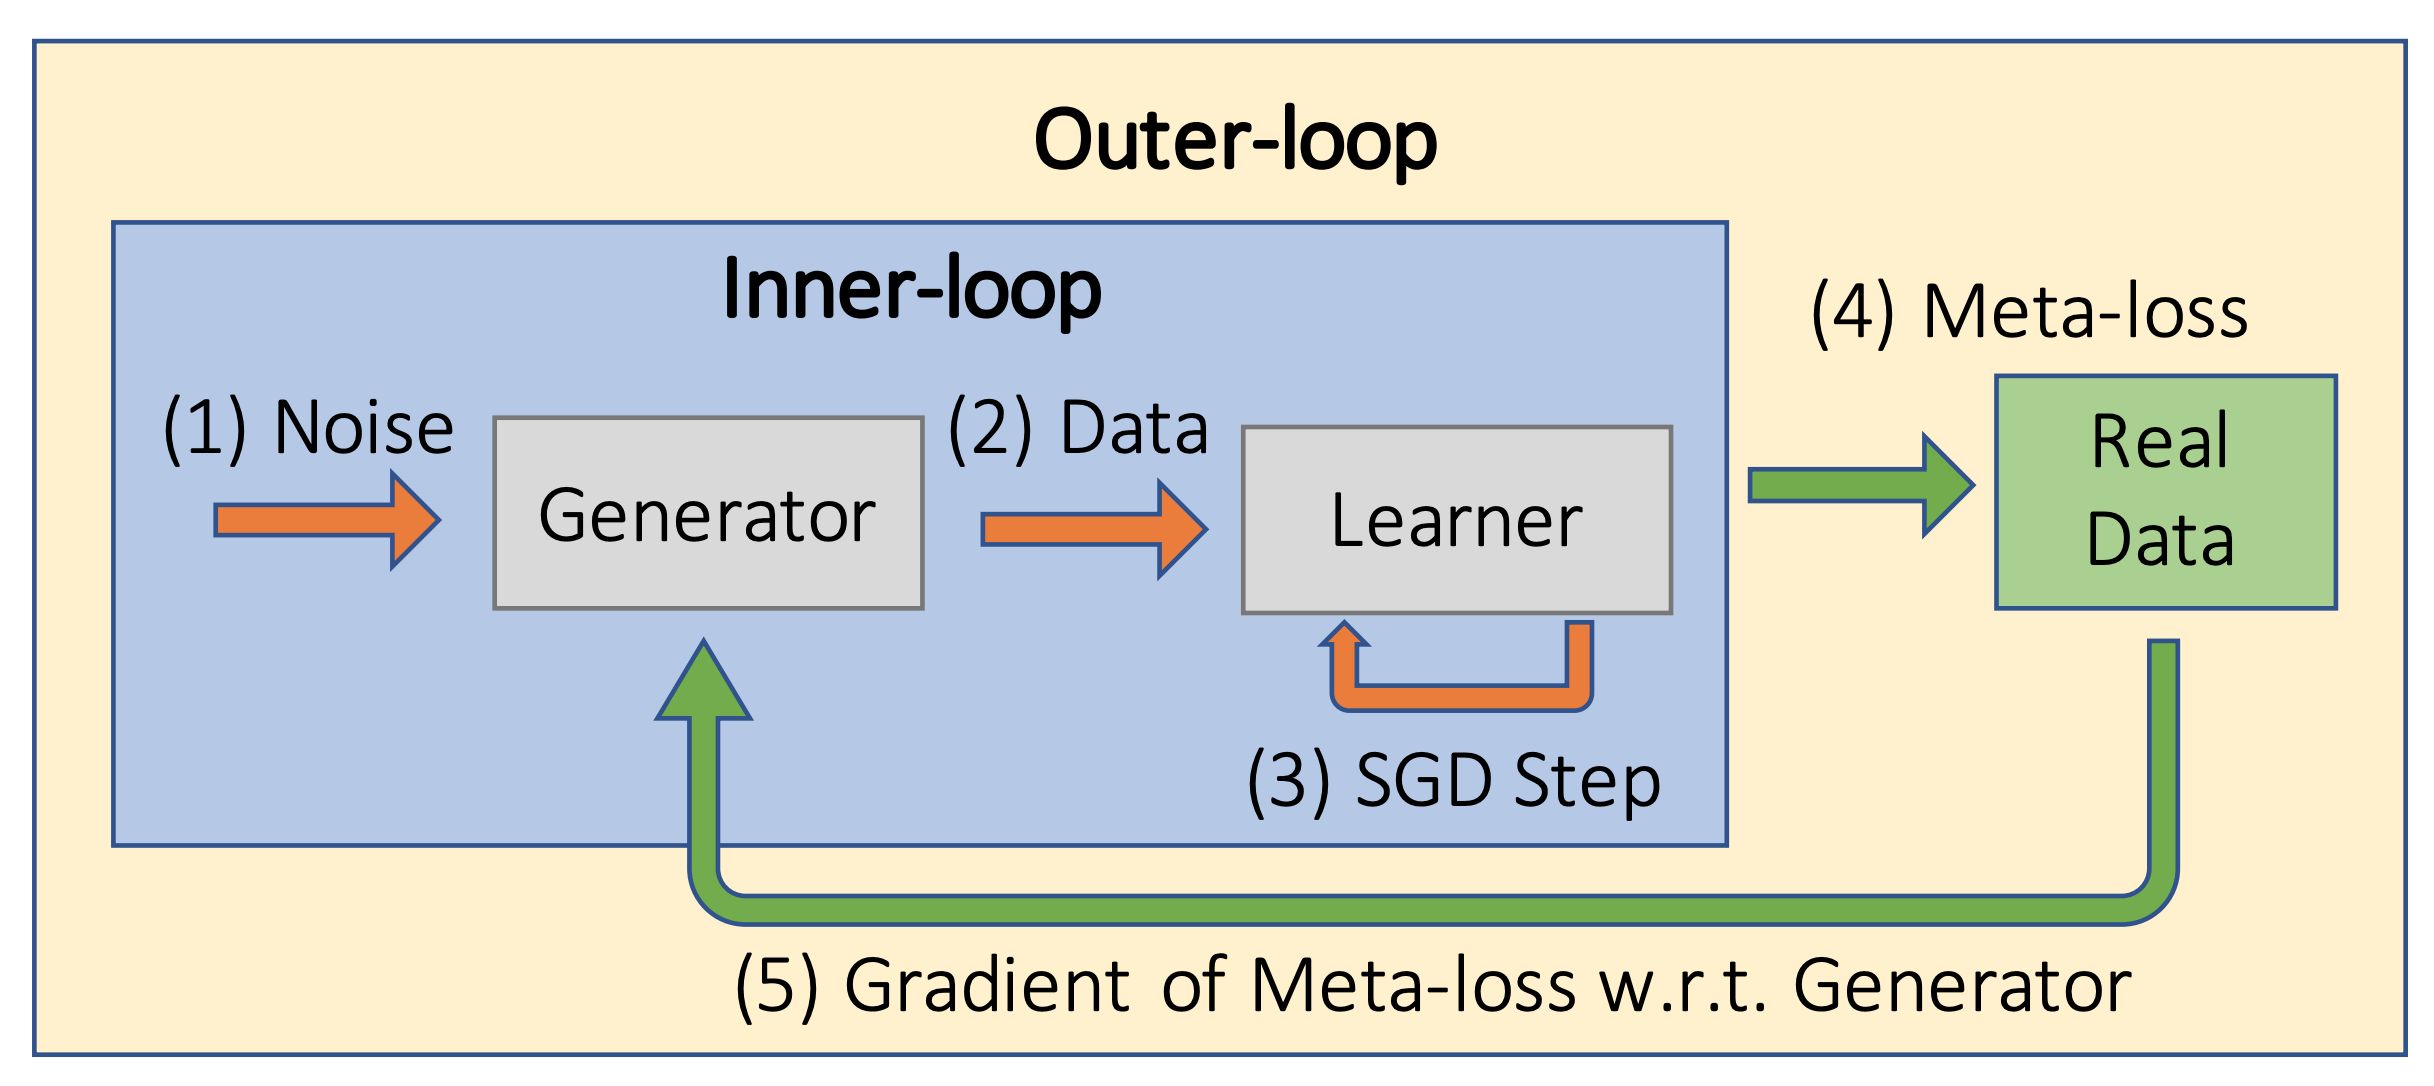 Outer-loop
Inner-loop
(1) Noise
Generator
(2) Data
Learner
(3) SGD Step
(4) Meta-loss
Real
Data
(5) Gradient of Meta-loss w.r.t. Generator